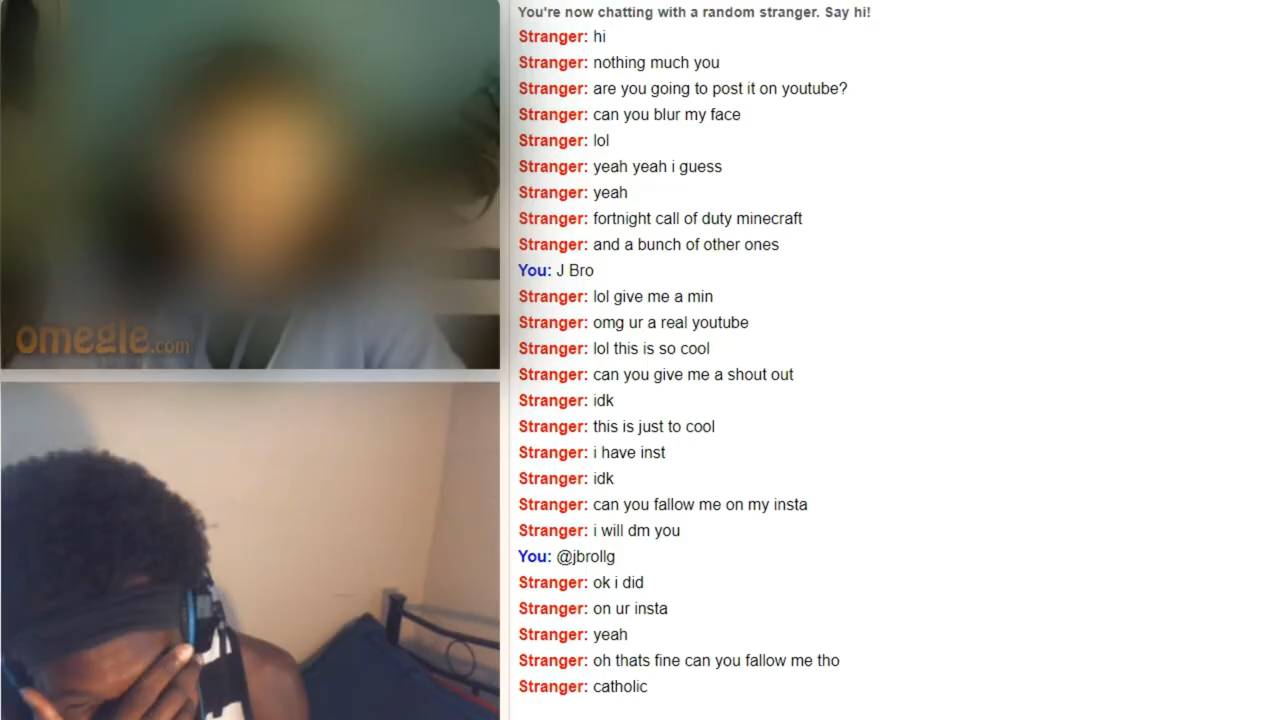 You're now chatting with a random stranger. Say hi!
Stranger: hi
Stranger: nothing much you
Stranger: are you going to post it on youtube?
Stranger: can you blur my face
Stranger: lol
Stranger: yeah yeah i guess
Stranger: yeah
Stranger: fortnight call of duty minecraft
Stranger: and a bunch of other ones
You: J Bro
Stranger: lol give me a min
Stranger: omg ur a real youtube
Stranger: lol this is so cool
Stranger: can you give me a shout out
Stranger: idk
Stranger: this is just to cool
Stranger: i have inst
Stranger: idk
Stranger: can you fallow me on my insta
Stranger: i will dm you
You: @jbrollg
Stranger: ok i did
Stranger: on ur insta
Stranger: yeah
Stranger: oh thats fine can you fallow me tho
Stranger: catholic
omegle.com